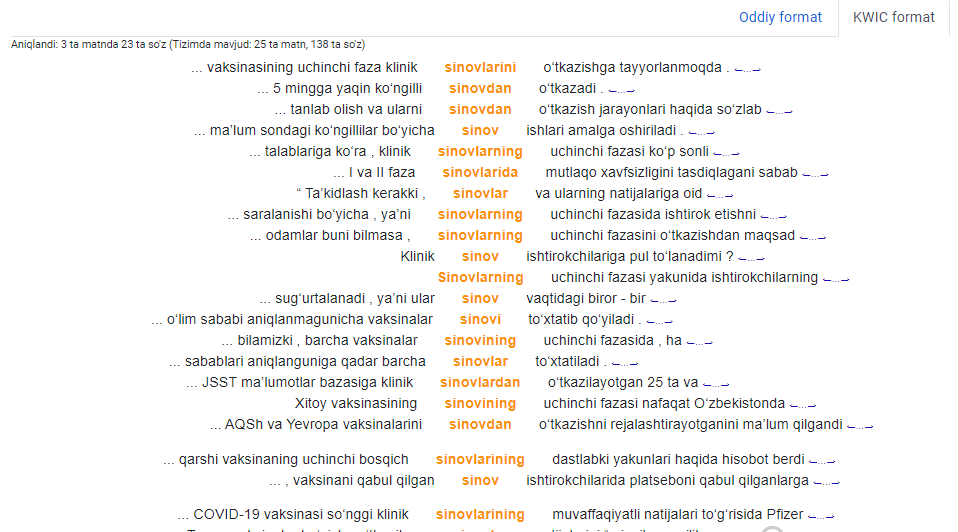 Oddiy format KWIC format
Aniqlandi: 3 ta matnda 23 ta so'z (Tizimda mavjud: 25 ta matn, 138 ta so'z)
... vaksinasining uchinchi faza klinik sinovlarini o‘tkazishga tayyorlanmoqda . ...
... 5 mingga yaqin ko‘ngilli sinovdan o‘tkazadi . ...
... tanlab olish va ularni sinovdan o‘tkazish jarayonlari haqida so‘zlab ...
... ma’lum sondagi ko‘ngillilar bo‘yicha sinov ishlari amalga oshiriladi . ...
... talablariga ko‘ra , klinik sinovlarning uchinchi fazasi ko‘p sonli ...
... I va II faza sinovlarida mutlaqo xavfsizligini tasdiqlagani sabab ...
“ Ta’kidlash kerakki , sinovlar va ularning natijalariga oid ...
... saralanishi bo‘yicha , ya’ni sinovlarning uchinchi fazasida ishtirok etishni ...
... odamlar buni bilmasa , sinovlarning uchinchi fazasini o‘tkazishdan maqsad ...
Klinik sinov ishtirokchilariga pul to‘lanadimi ? ...
Sinovlarning uchinchi fazasi yakunida ishtirokchilarning ...
... sug‘urtalanadi , ya’ni ular sinov vaqtidagi biror - bir ...
... o‘lim sababi aniqlanmagunicha vaksinalar sinovi to‘xtatib qo‘yiladi . ...
... bilamizki , barcha vaksinalar sinovining uchinchi fazasida , ha ...
... sabablari aniqlanguniga qadar barcha sinovlar to‘xtatiladi . ...
... JSST ma’lumotlar bazasiga klinik sinovlardan o‘tkazilayotgan 25 ta va ...
Xitoy vaksinasining sinovining uchinchi fazasi nafaqat O‘zbekistonda ...
... AQSh va Yevropa vaksinalarini sinovdan o‘tkazishni rejalashtirayotganini ma’lum qilgandi ...
... qarshi vaksinaning uchinchi bosqich sinovlarining dastlabki yakunlari haqida hisobot berdi ...
... , vaksinani qabul qilgan sinov ishtirokchilarida platseboni qabul qilganlarga ...
... COVID-19 vaksinasi so‘nggi klinik sinovlarining muvaffaqiyatli natijalari to‘g‘risida Pfizer ...